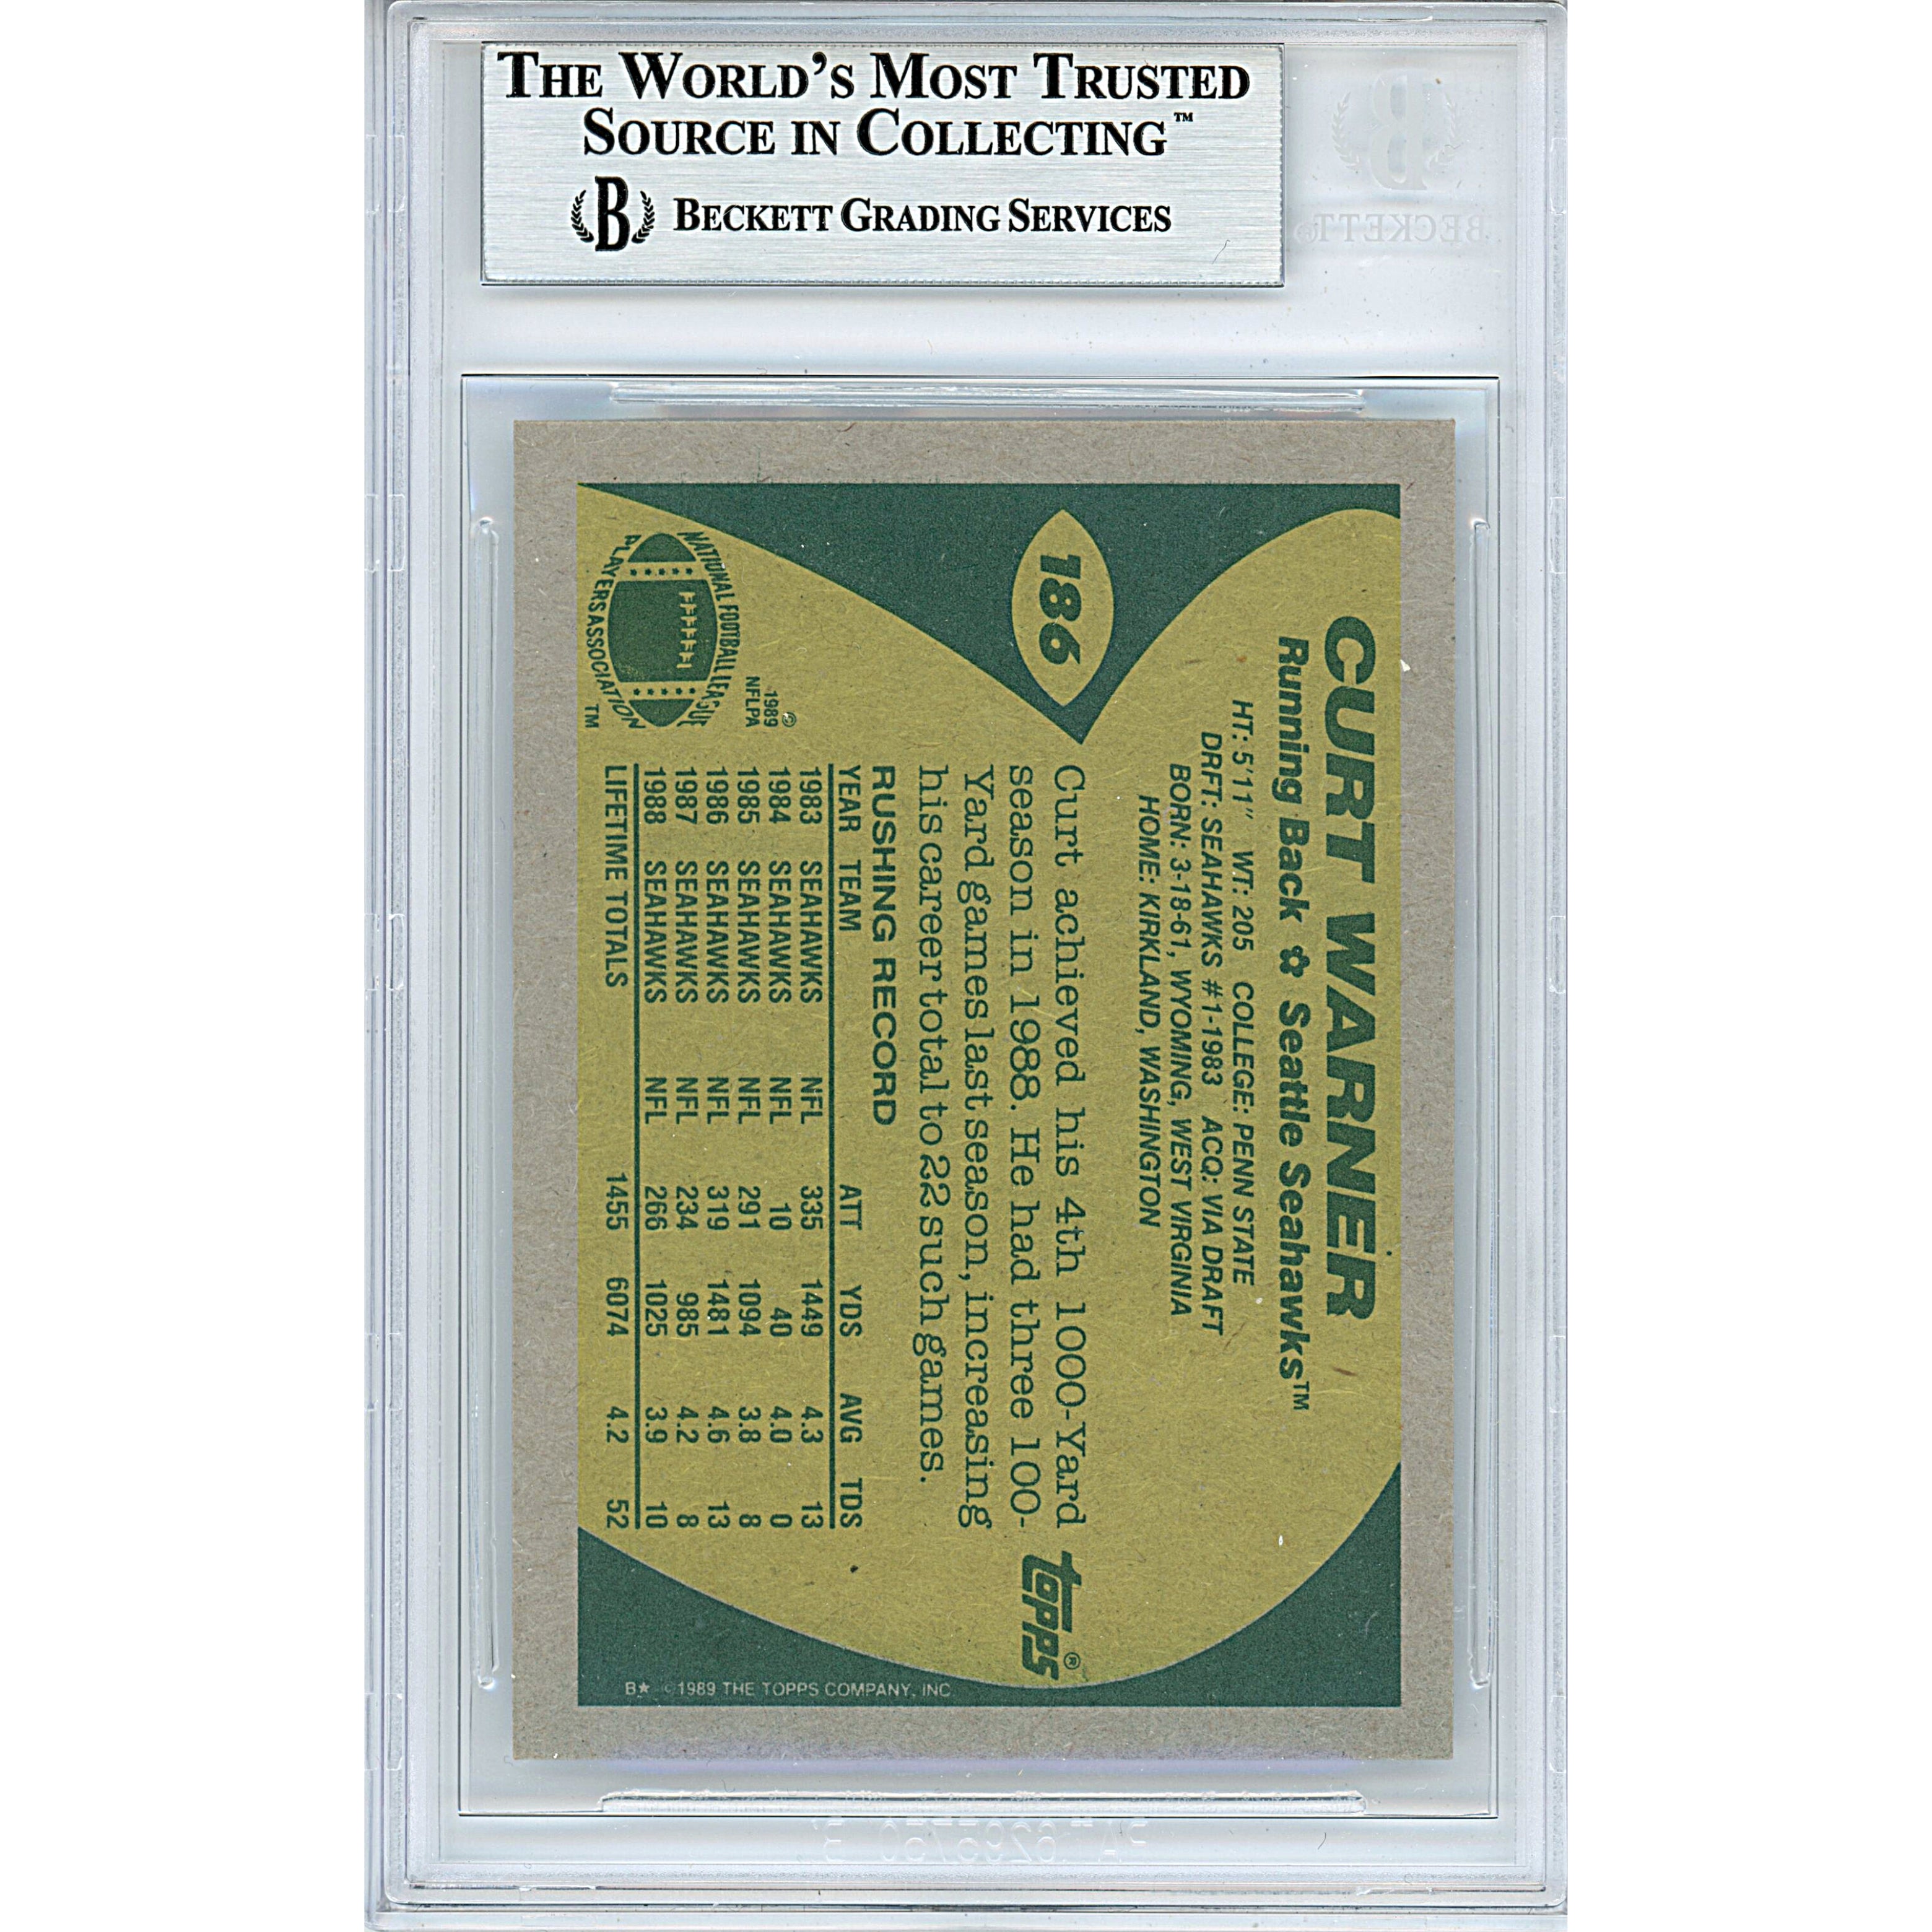 THE WORLD'S MOST TRUSTED
SOURCE IN COLLECTING™
B BECKETT GRADING SERVICES
BECKETT
186
CURT WARNER
Running Back ✿ Seattle Seahawks™
HT: 5'11" WT: 205 COLLEGE: PENN STATE
DRFT: SEAHAWKS #1-1983 ACQ: VIA DRAFT
BORN: 3-18-61, WYOMING, WEST VIRGINIA
HOME: KIRKLAND, WASHINGTON
Curt achieved his 4th 1000-Yard
season in 1988. He had three 100-
Yard games last season, increasing
his career total to 22 such games.
topps®
RUSHING RECORD
YEAR TEAM ATT YDS AVG TDS
1983 SEAHAWKS NFL 335 1449 4.3 13
1984 SEAHAWKS NFL 10 40 4.0 0
1985 SEAHAWKS NFL 291 1094 3.8 8
1986 SEAHAWKS NFL 319 1481 4.6 13
1987 SEAHAWKS NFL 234 985 4.2 8
1988 SEAHAWKS NFL 266 1025 3.9 10
LIFETIME TOTALS 1455 6074 4.2 52
NATIONAL FOOTBALL LEAGUE
PLAYERS ASSOCIATION
TM
©
1989
NFLPA
B★ ©1989 THE TOPPS COMPANY, INC.